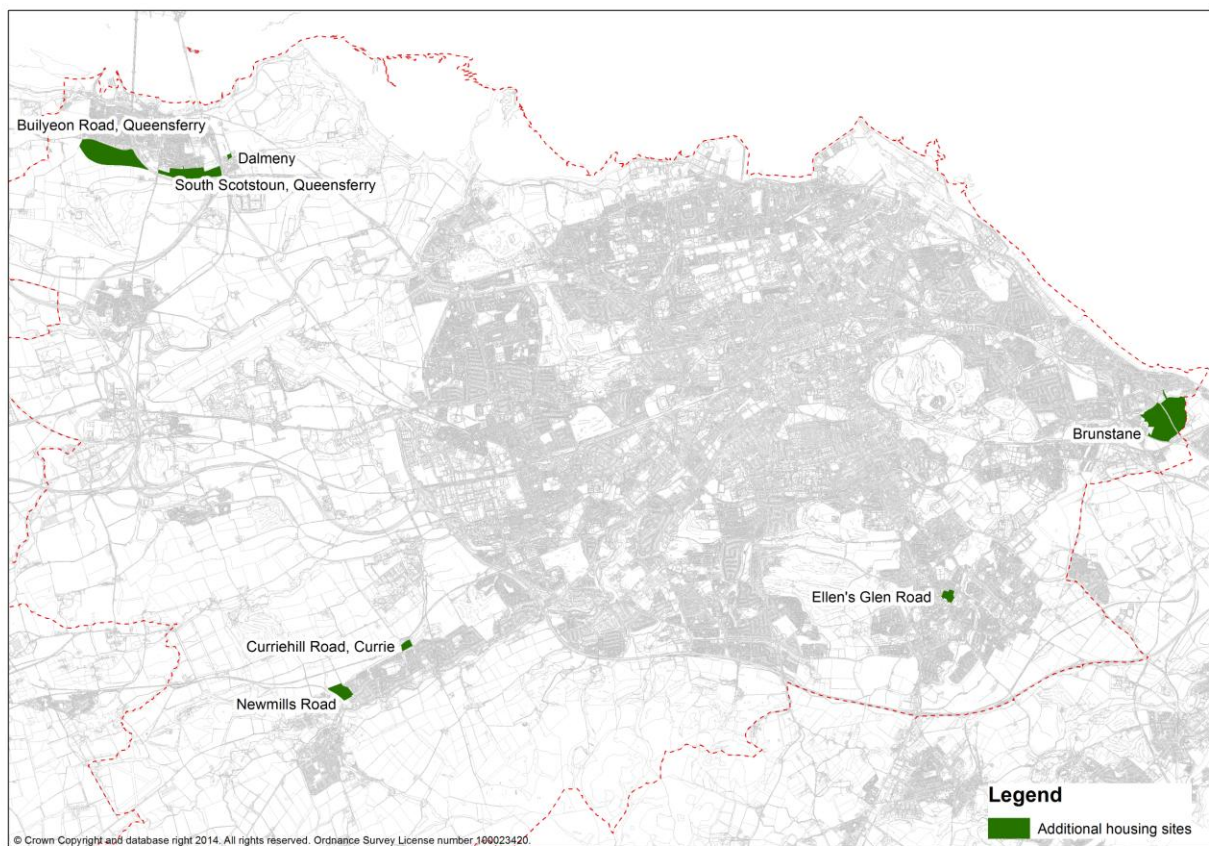 Builyeon Road, Queensferry
Dalmeny
South Scotstoun, Queensferry
Brunstane
Ellen's Glen Road
Curriehill Road, Currie
Newmills Road
Legend
Additional housing sites
© Crown Copyright and database right 2014. All rights reserved. Ordnance Survey License number 100023420.